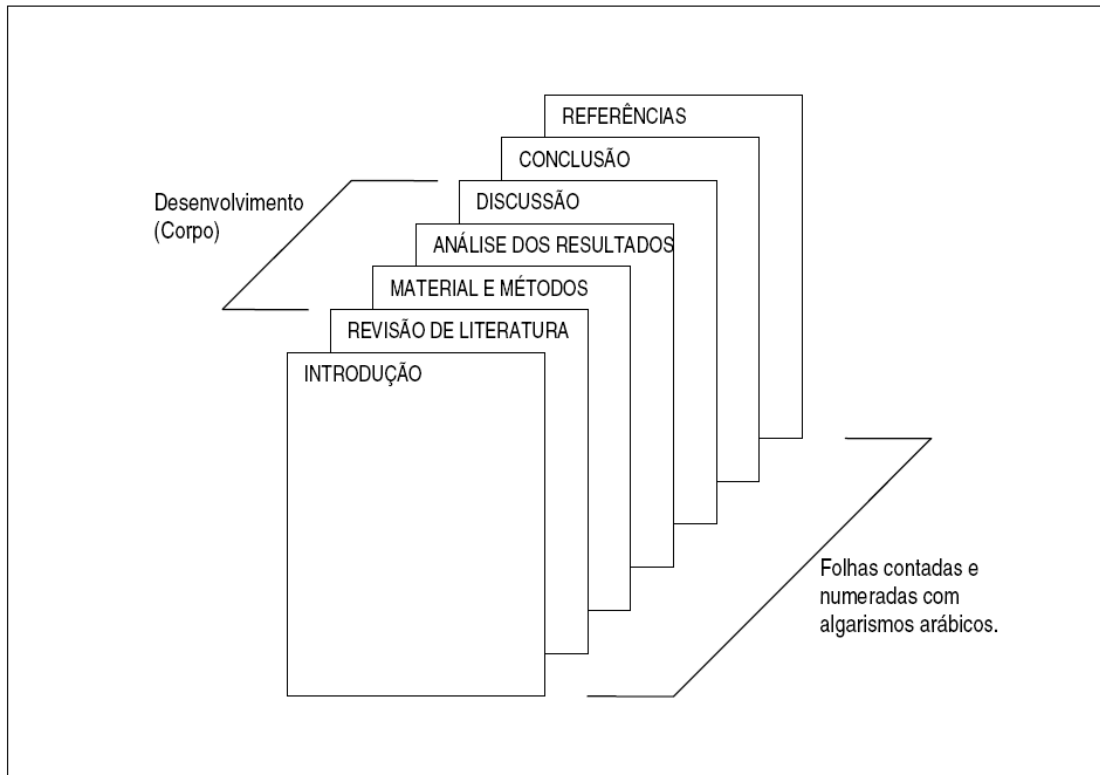 REFERÊNCIAS
CONCLUSÃO
Desenvolvimento
(Corpo)
DISCUSSÃO
ANÁLISE DOS RESULTADOS
MATERIAL E MÉTODOS
REVISÃO DE LITERATURA
INTRODUÇÃO
Folhas contadas e
numeradas com
algarismos arábicos.